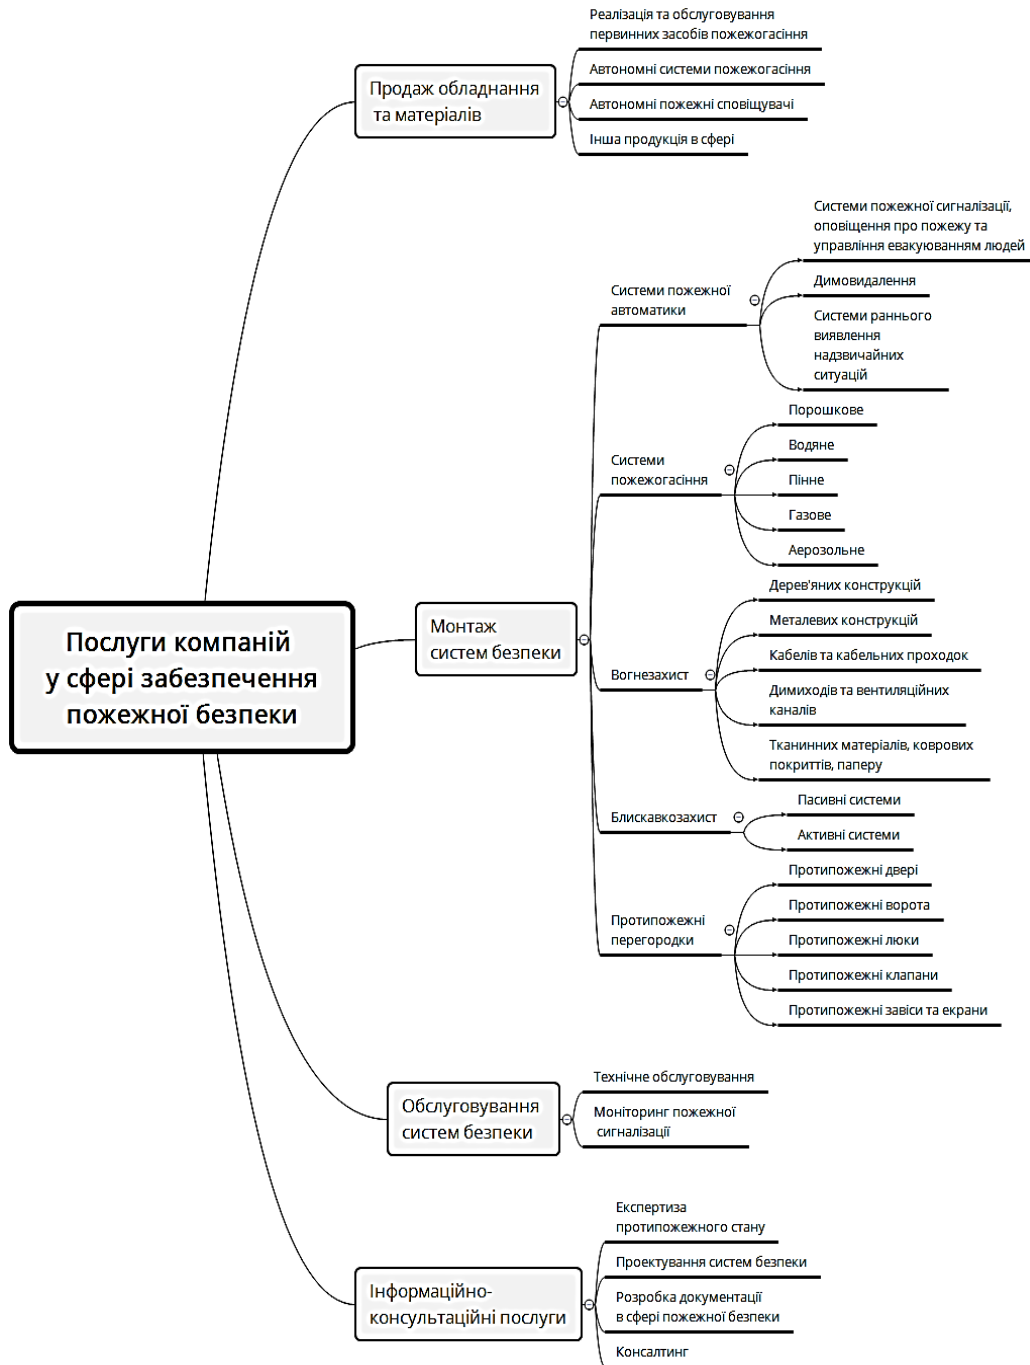 Послуги компаній
у сфері забезпечення
пожежної безпеки
Продаж обладнання
та матеріалів
Реалізація та обслуговування
первинних засобів пожежогасіння
Автономні системи пожежогасіння
Автономні пожежні сповіщувачі
Інша продукція в сфері
Монтаж
систем безпеки
Системи пожежної
автоматики
Системи пожежної сигналізації,
оповіщення про пожежу та
управління евакуюванням людей
Димовидалення
Системи раннього
виявлення
надзвичайних
ситуацій
Системи
пожежогасіння
Порошкове
Водяне
Пінне
Газове
Аерозольне
Вогнезахист
Дерев'яних конструкцій
Металевих конструкцій
Кабелів та кабельних проходок
Димиходів та вентиляційних
каналів
Тканинних матеріалів, коврових
покриттів, паперу
Блискавкозахист
Пасивні системи
Активні системи
Протипожежні
перегородки
Протипожежні двері
Протипожежні ворота
Протипожежні люки
Протипожежні клапани
Протипожежні завіси та екрани
Обслуговування
систем безпеки
Технічне обслуговування
Моніторинг пожежної
сигналізації
Інформаційно-
консультаційні послуги
Експертиза
протипожежного стану
Проектування систем безпеки
Розробка документації
в сфері пожежної безпеки
Консалтинг